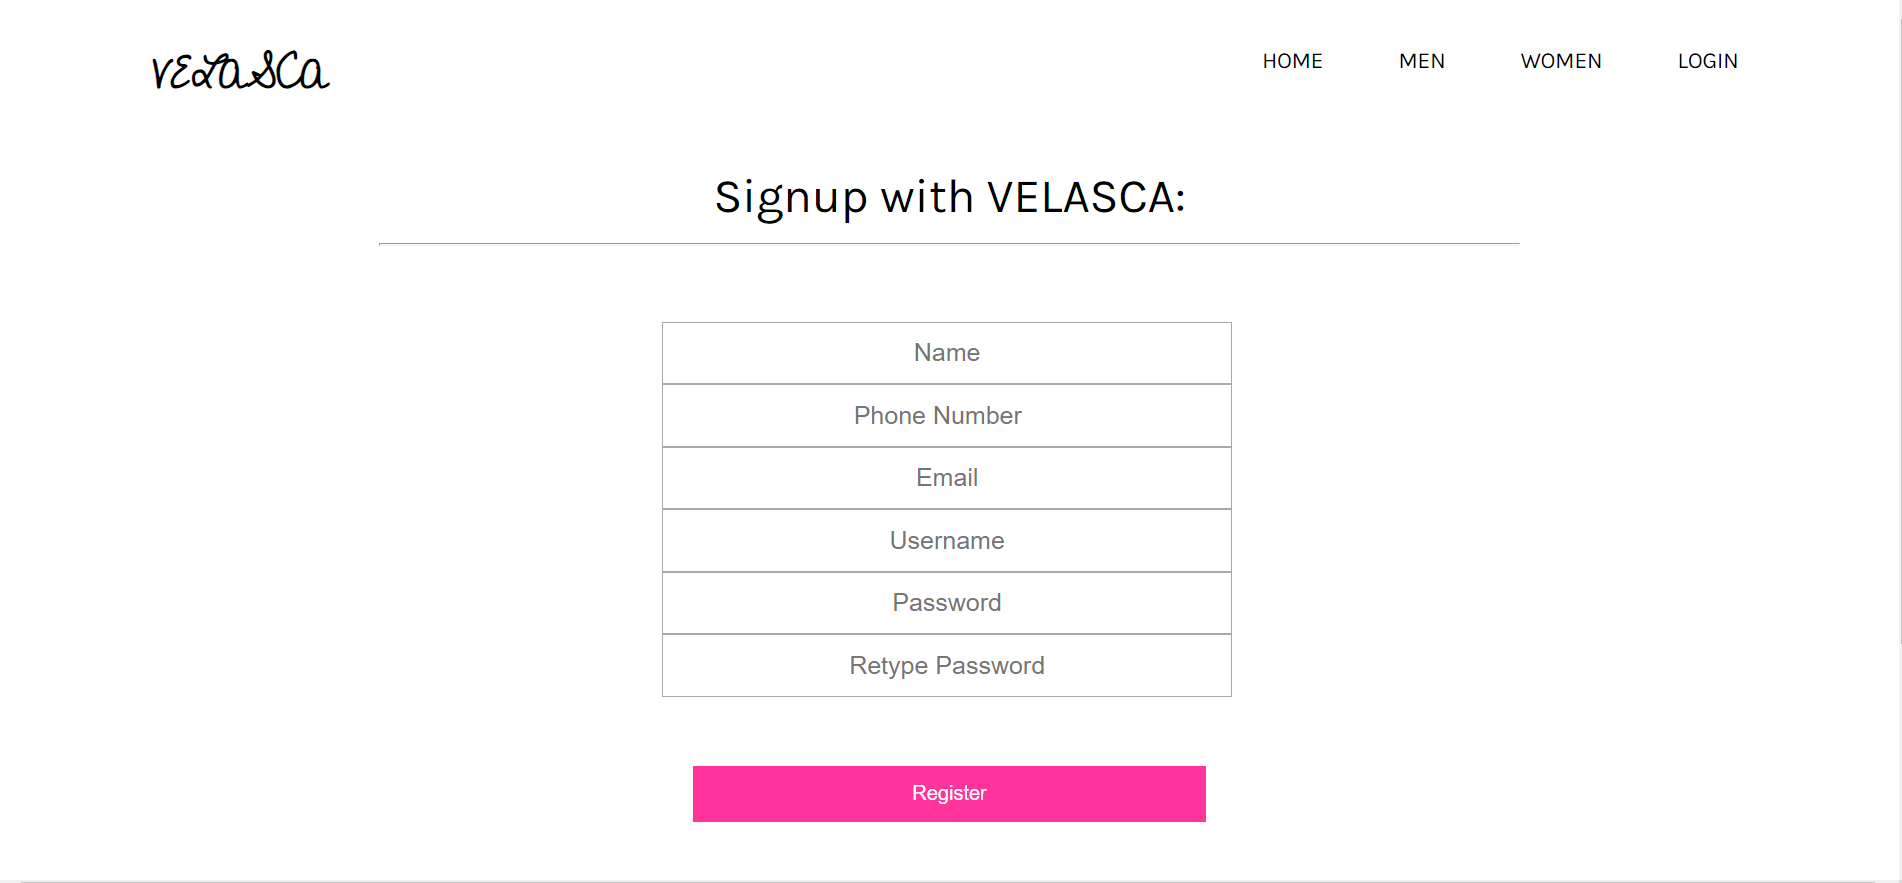 VELASCA
HOME MEN WOMEN LOGIN
Signup with VELASCA:
Name
Phone Number
Email
Username
Password
Retype Password
Register